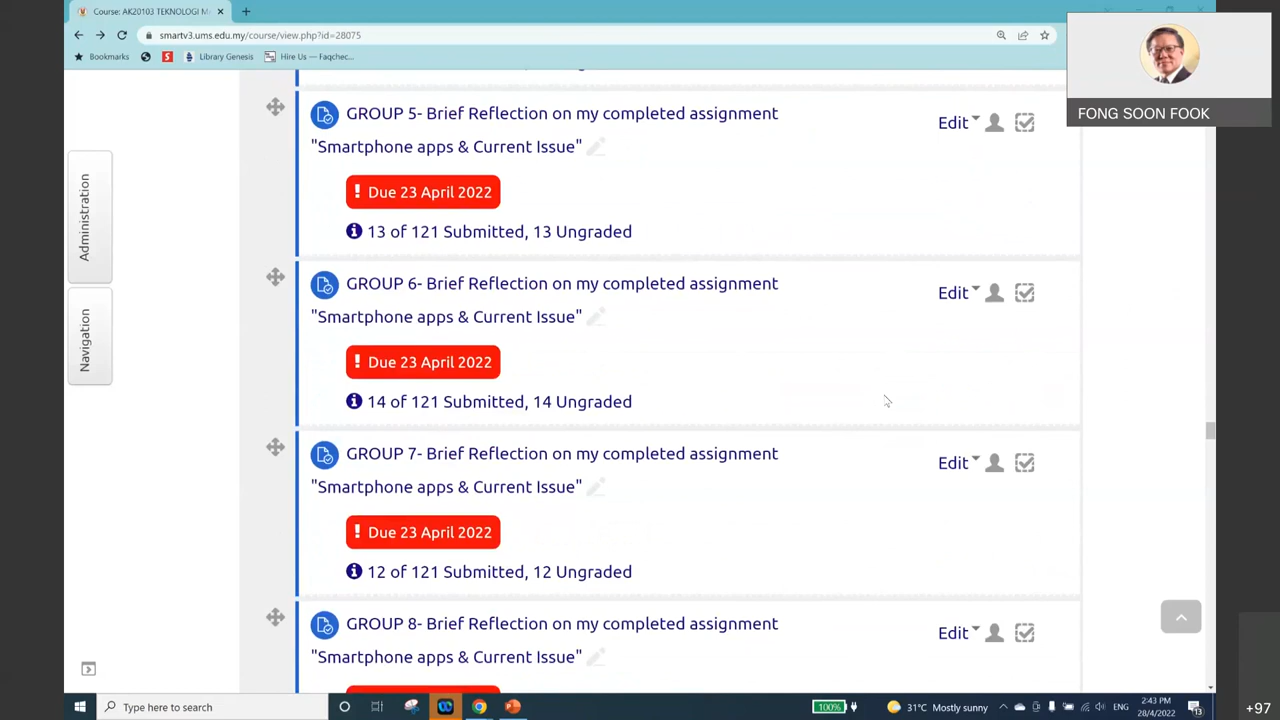 Course: AK20103 TEKNOLOGI M
smartv3.ums.edu.my/course/view.php?id=28075
Bookmarks
Library Genesis
Hire Us — Faqchec...
FONG SOON FOOK
Administration
Navigation
GROUP 5- Brief Reflection on my completed assignment
"Smartphone apps & Current Issue"
Edit
! Due 23 April 2022
13 of 121 Submitted, 13 Ungraded
GROUP 6- Brief Reflection on my completed assignment
"Smartphone apps & Current Issue"
Edit
! Due 23 April 2022
14 of 121 Submitted, 14 Ungraded
GROUP 7- Brief Reflection on my completed assignment
"Smartphone apps & Current Issue"
Edit
! Due 23 April 2022
12 of 121 Submitted, 12 Ungraded
GROUP 8- Brief Reflection on my completed assignment
"Smartphone apps & Current Issue"
Edit
Type here to search
100%
31°C Mostly sunny
ENG
2:43 PM
28/4/2022
13
+97